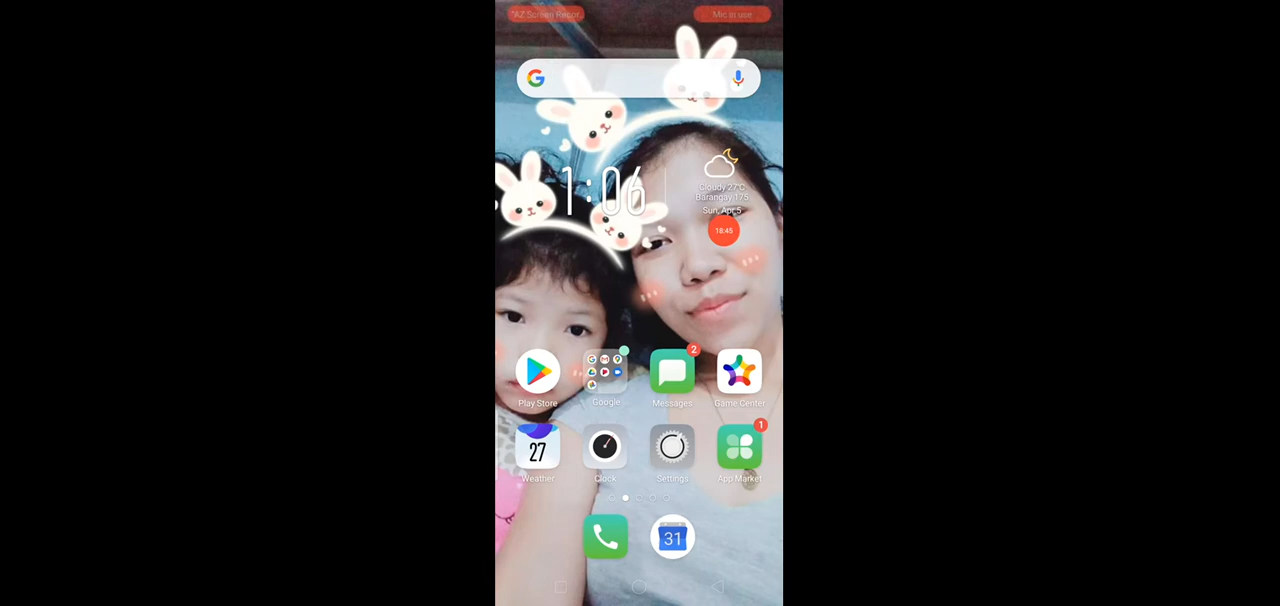 "AZ Screen Recor
Mic in use
1:06
Cloudy 27°C
Barangay 175
Sun, Apr 5
18:45
2
Play Store
Google
Messages
Game Center
1
27
Weather
Clock
Settings
App Market
31